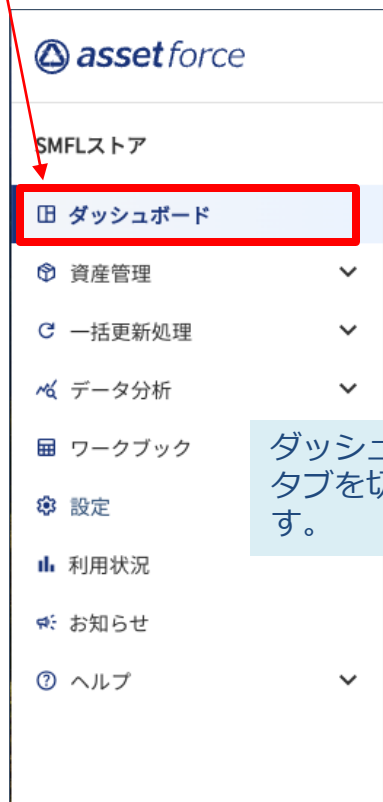 assetforce
SMFLストア
ダッシュボード
資産管理
一括更新処理
データ分析
ワークブック
ダッシュ
タブを切
す。
設定
利用状況
お知らせ
ヘルプ